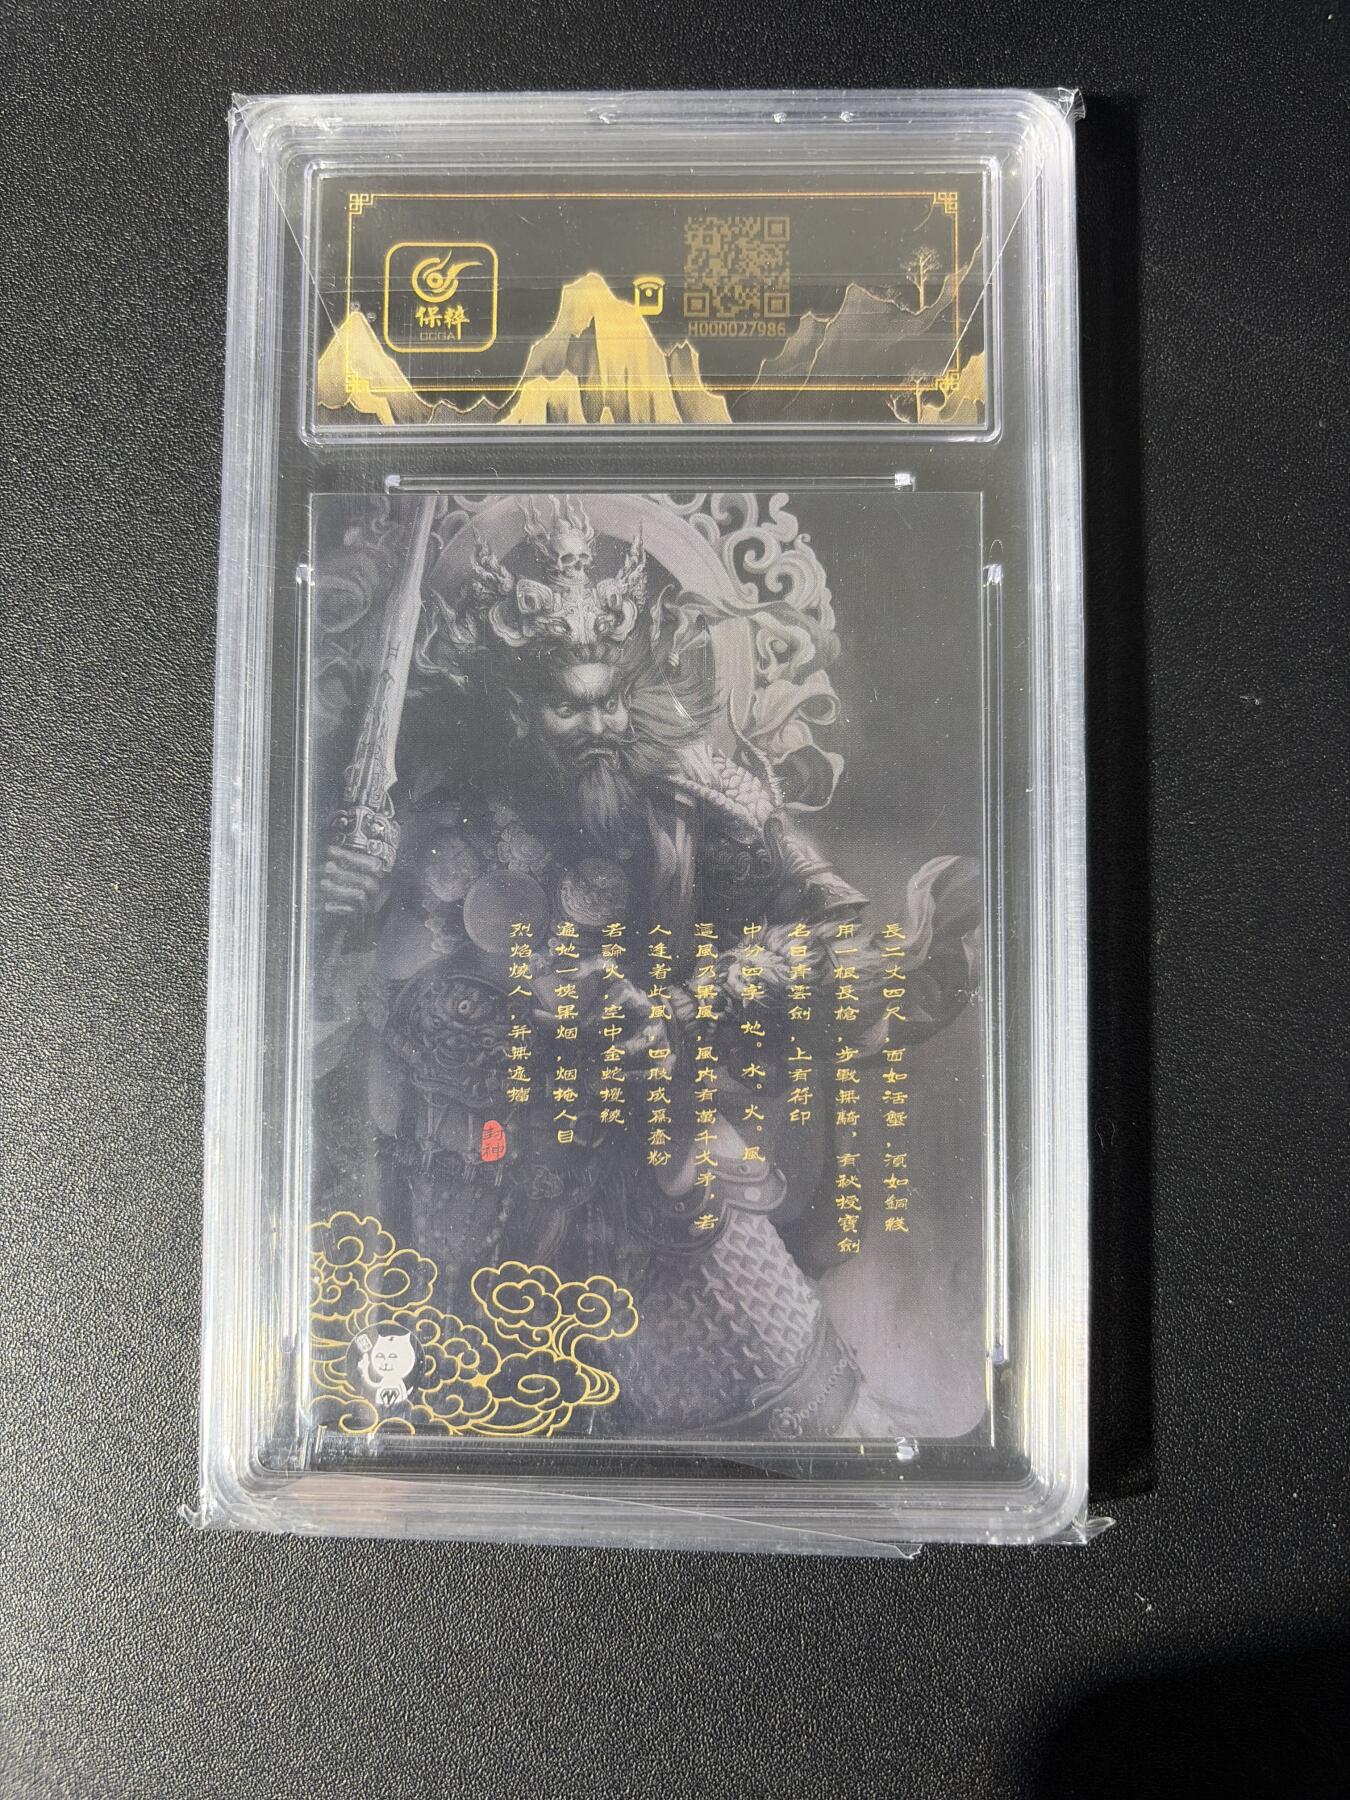 保粹
CCGA
H000027986
長二丈四尺,面如活蟹,須如銅綫
用一根長槍,步戰無騎,有秘授寶劍
名曰青雲劍,上有符印
中分四字 地。水。火。風
這風乃黑風,風内有萬千戈矛,若
人逢者此風,四肢成爲齏粉
若論火,空中金蛇攪繞
遍地一塊黑烟,烟掩人目
烈焰燒人,并無遮擋
封神